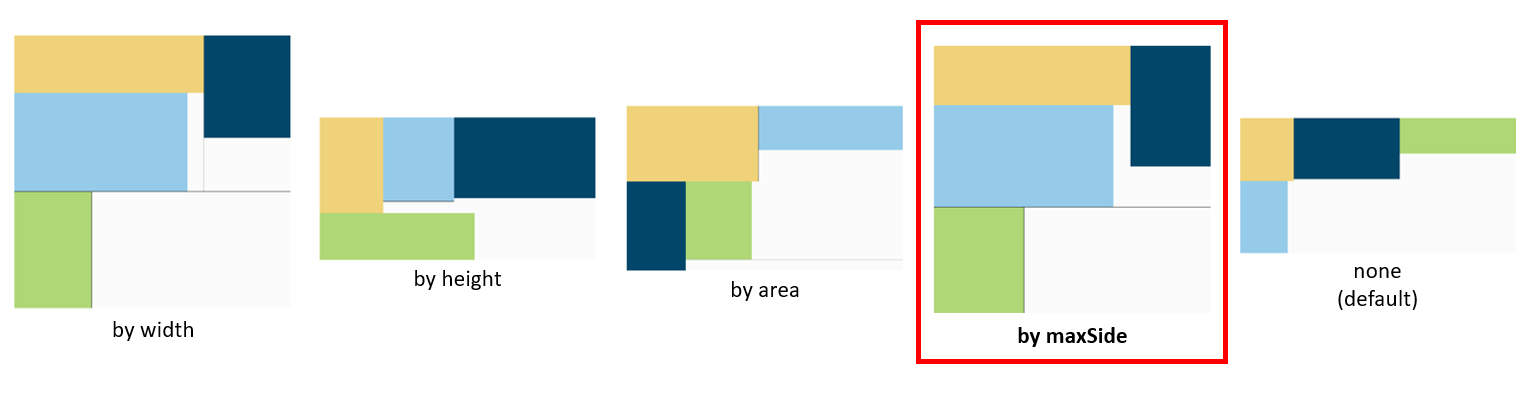 by width
by height
by area
by maxSide
none
(default)